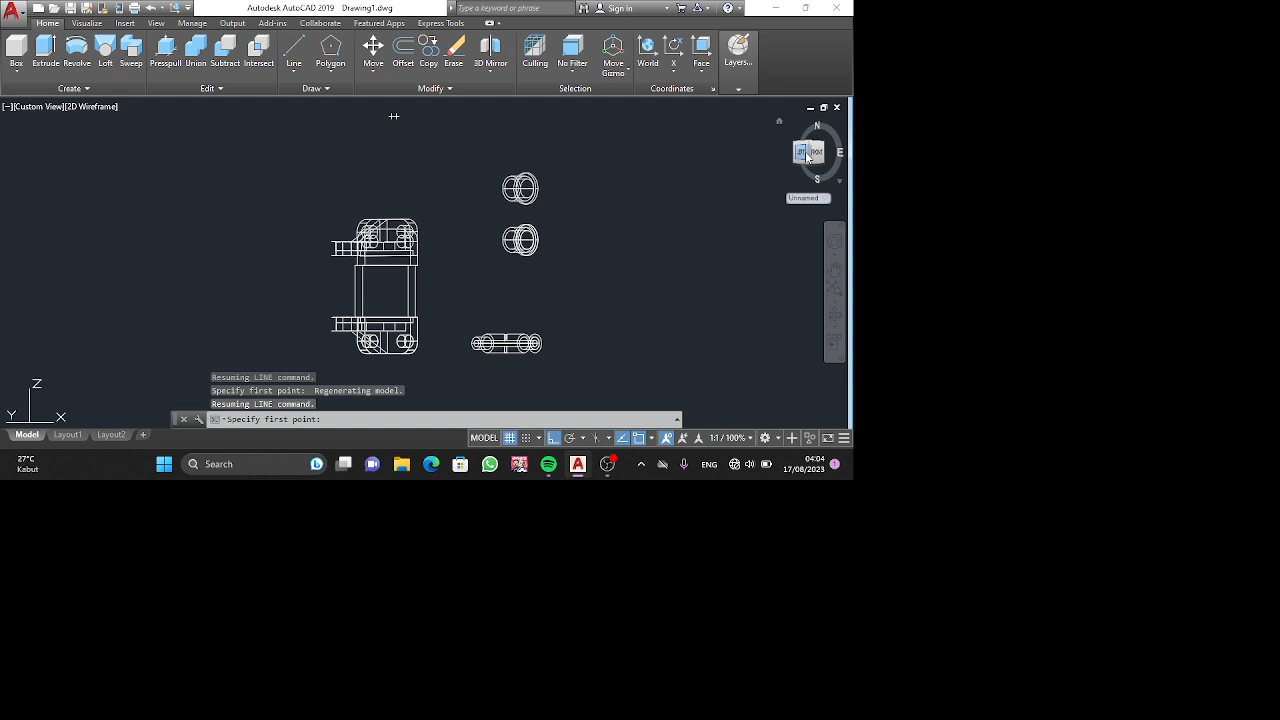 Autodesk AutoCAD 2019 Drawing1.dwg
Type a keyword or phrase
Sign In
Home Visualize Insert View Manage Output Add-ins Collaborate Featured Apps Express Tools
Box Extrude Revolve Loft Sweep Presspull Union Subtract Intersect Line Polygon Move Offset Copy Erase 3D Mirror Culling No Filter Move Gizmo World X Face Layers...
Create Edit Draw Modify Selection Coordinates
[−][Custom View][2D Wireframe]
N
FRONT E
S
Unnamed
Z
Y X
Resuming LINE command.
Specify first point: Regenerating model.
Resuming LINE command.
Specify first point:
Model Layout1 Layout2 +
MODEL 1:1 / 100%
27°C
Kabut
Search
ENG
04:04
17/08/2023
1